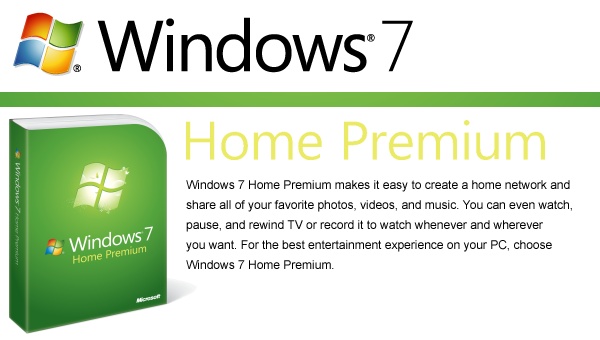 Windows® 7
Home Premium
Windows 7 Home Premium makes it easy to create a home network and
share all of your favorite photos, videos, and music. You can even watch,
pause, and rewind TV or record it to watch whenever and wherever
you want. For the best entertainment experience on your PC, choose
Windows 7 Home Premium.
Windows 7 Home Premium
Windows 7
Home Premium
Microsoft